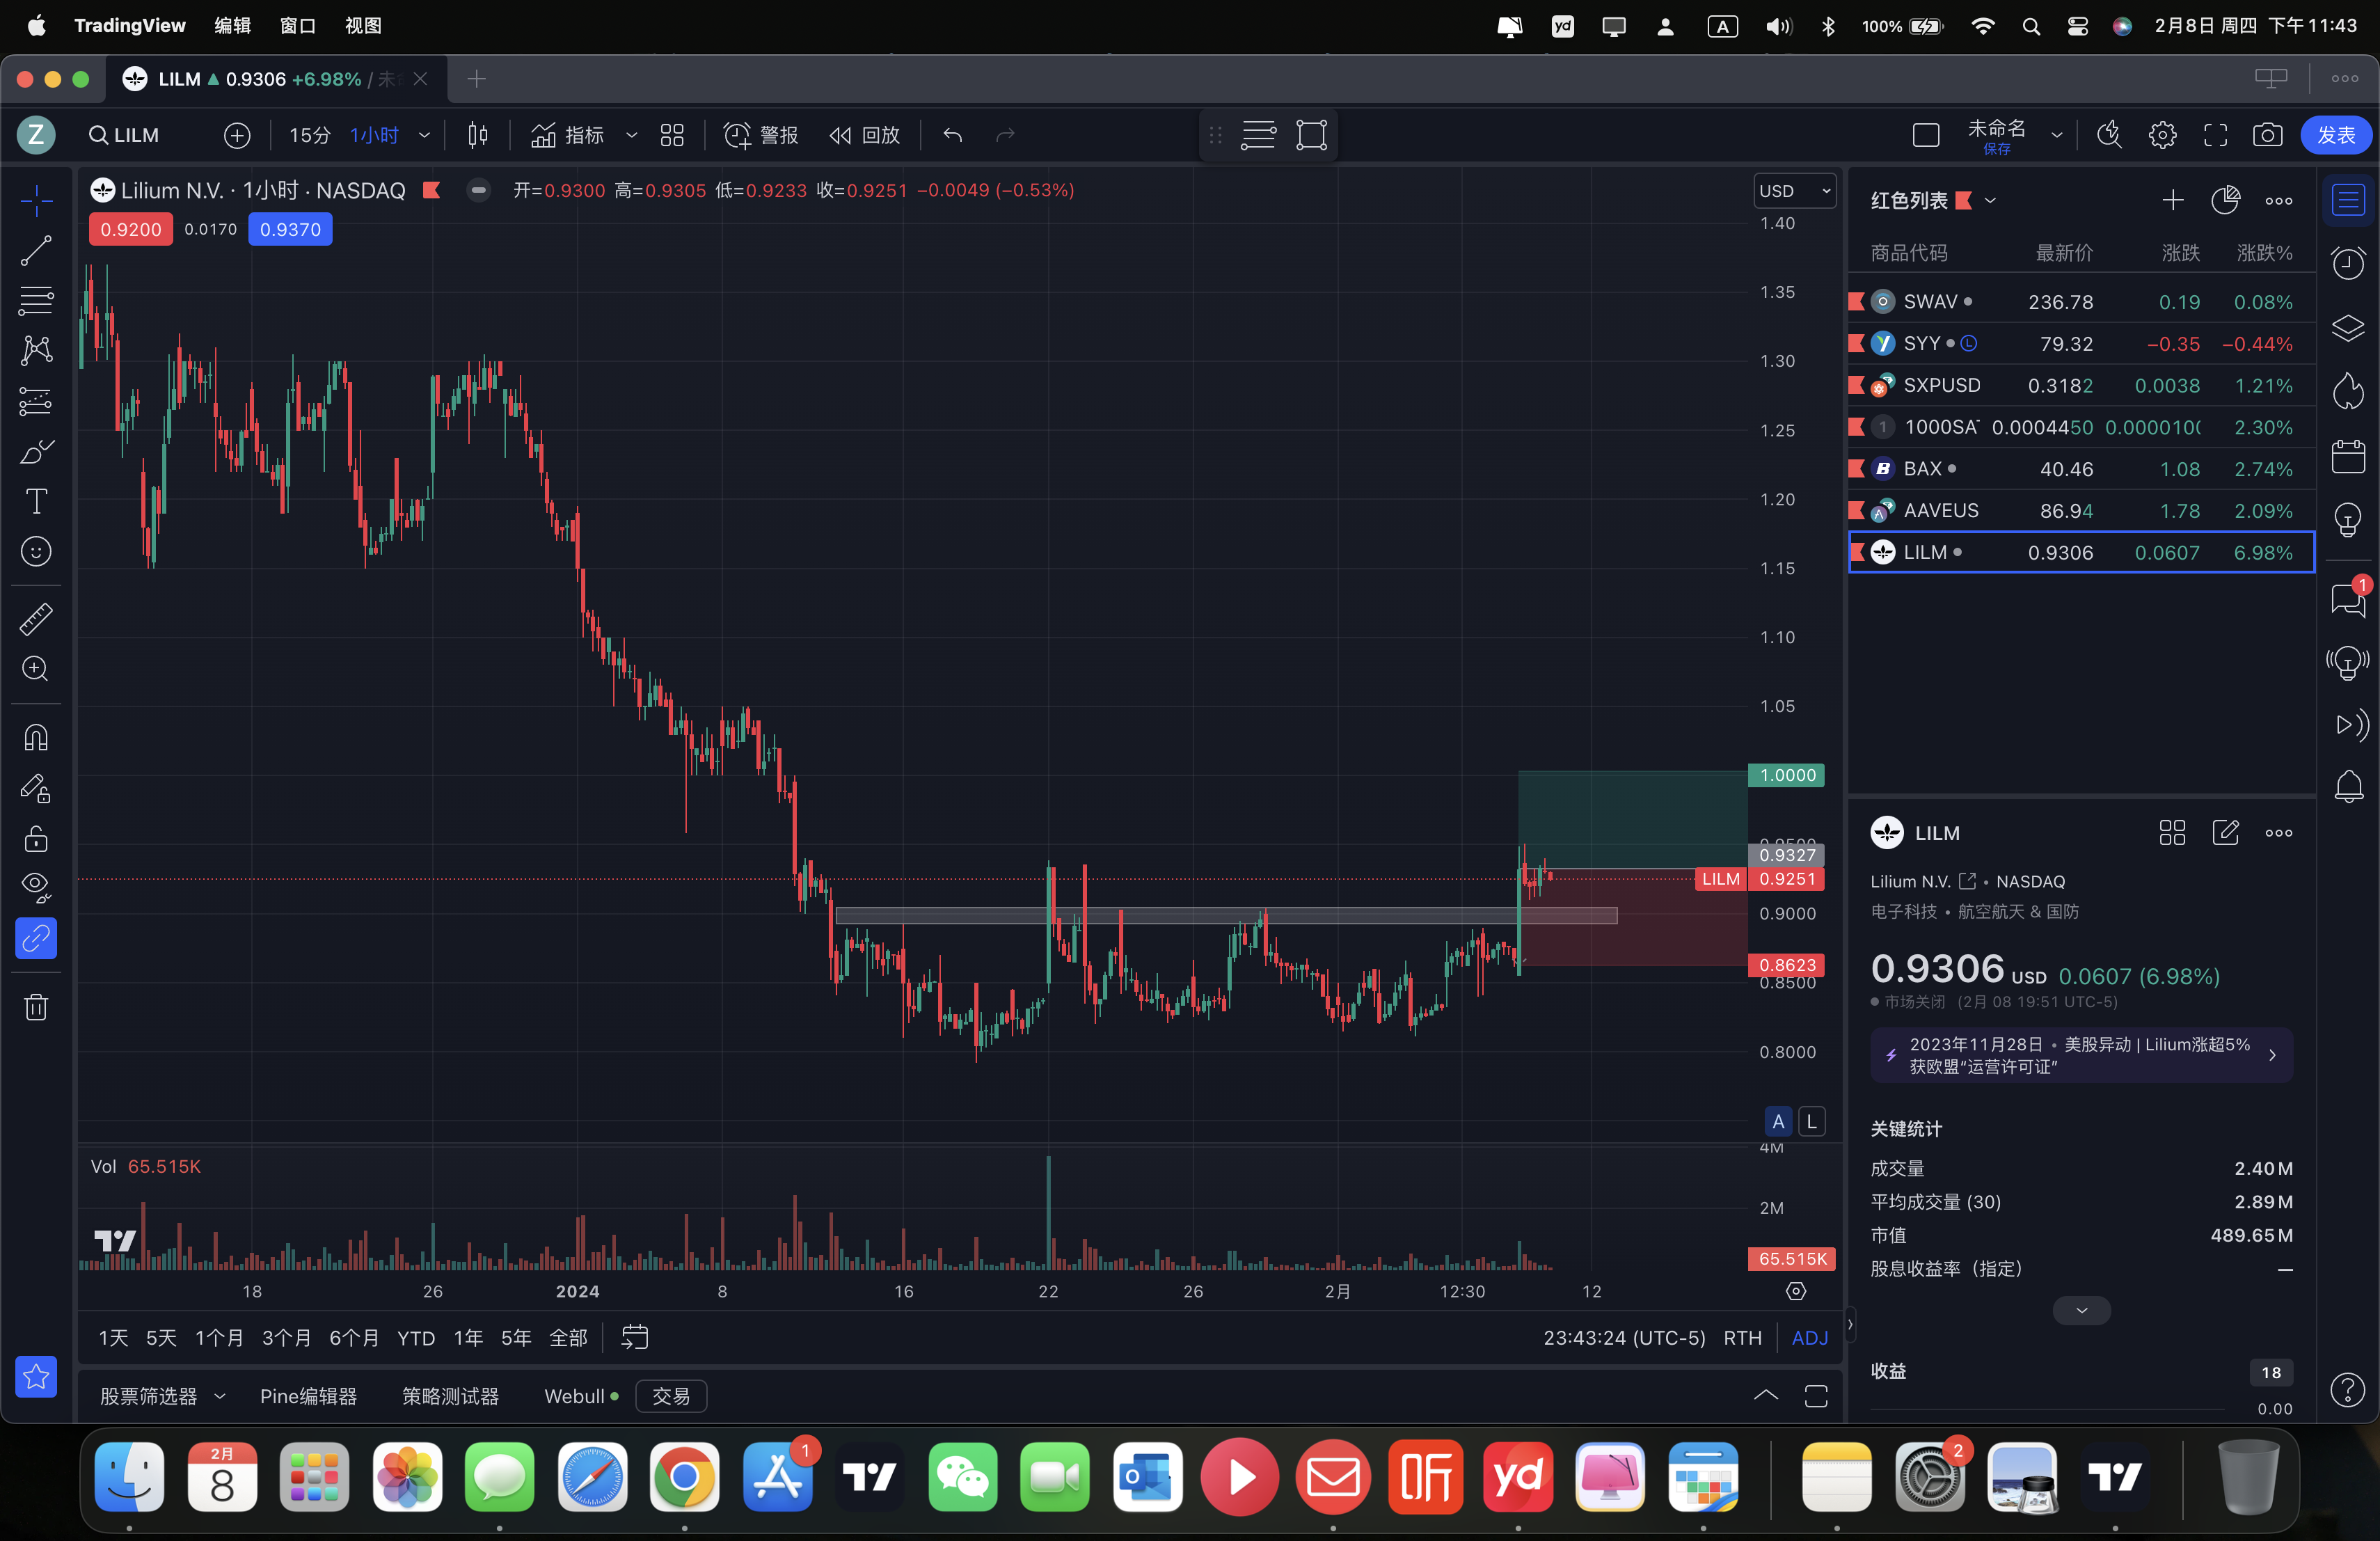 TradingView 编辑 窗口 视图
yd A 100% 2月8日 周四 下午 11:43
LILM 0.9306 +6.98% / 未
Z LILM 15分 1小时 指标 警报 回放 未命名 保存 发表
Lilium N.V. · 1小时 · NASDAQ 开=0.9300 高=0.9305 低=0.9233 收=0.9251 −0.0049 (−0.53%)
0.9200 0.0170 0.9370
USD
1.40
1.35
1.30
1.25
1.20
1.15
1.10
1.05
1.0000
0.9500
0.9327
LILM 0.9251
0.9000
0.8623
0.8500
0.8000
A L
4M
Vol 65.515K
2M
65.515K
18 26 2024 8 16 22 26 2月 12:30 12
1天 5天 1个月 3个月 6个月 YTD 1年 5年 全部
23:43:24 (UTC-5) RTH ADJ
股票筛选器 Pine编辑器 策略测试器 Webull 交易
红色列表
商品代码 最新价 涨跌 涨跌%
SWAV 236.78 0.19 0.08%
SYY L 79.32 −0.35 −0.44%
SXPUSD 0.3182 0.0038 1.21%
1 1000SA 0.0004450 0.000010 2.30%
B BAX 40.46 1.08 2.74%
AAVEUS 86.94 1.78 2.09%
LILM 0.9306 0.0607 6.98%
1
LILM
Lilium N.V. • NASDAQ
电子科技 • 航空航天 & 国防
0.9306 USD 0.0607 (6.98%)
市场关闭 (2月 08 19:51 UTC-5)
2023年11月28日 • 美股异动 | Lilium涨超5%
获欧盟“运营许可证”
关键统计
成交量 2.40M
平均成交量 (30) 2.89M
市值 489.65M
股息收益率（指定） —
收益 18
0.00
2月
8
1
听
yd
2